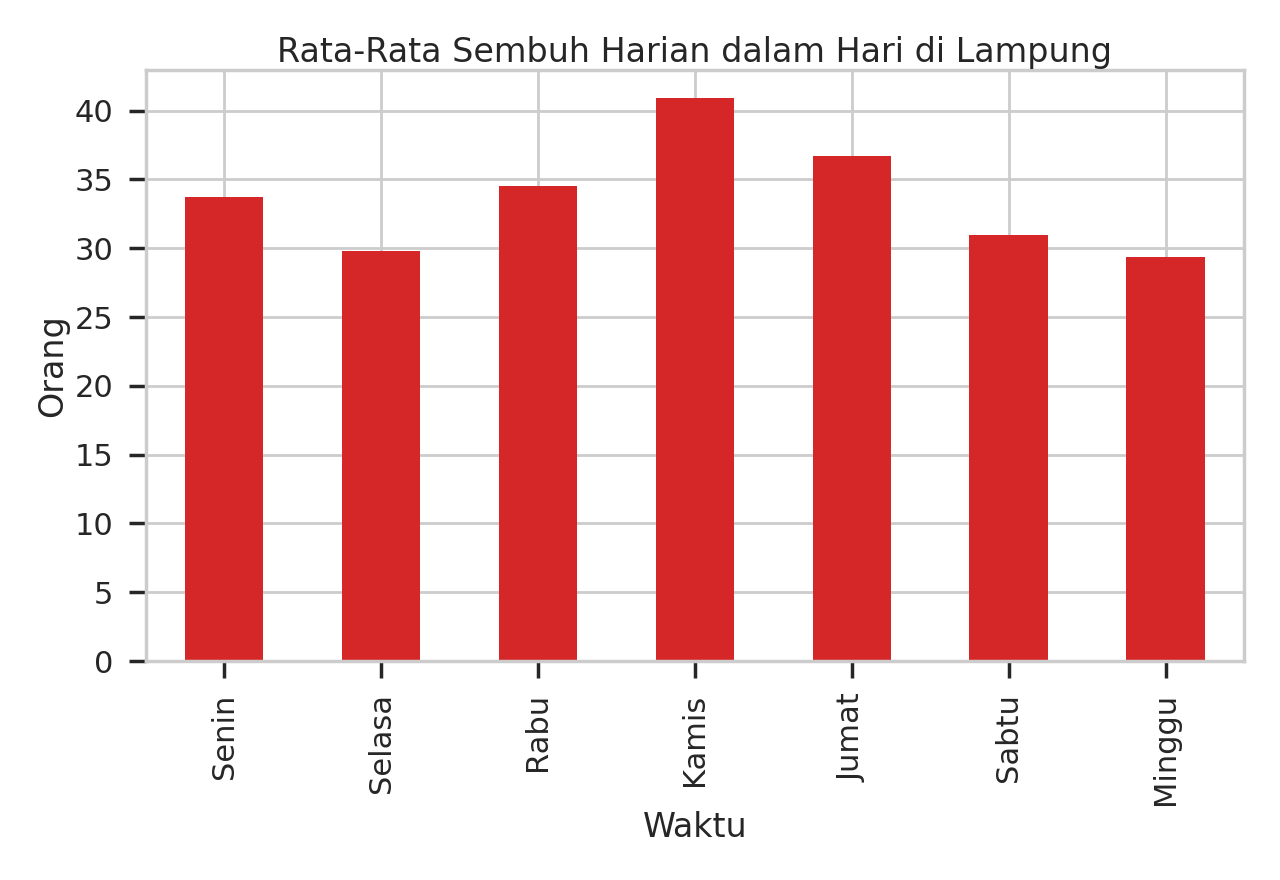 Rata-Rata Sembuh Harian dalam Hari di Lampung
40
35
30
25
20
15
10
5
0
Orang
Senin
Selasa
Rabu
Kamis
Jumat
Sabtu
Minggu
Waktu